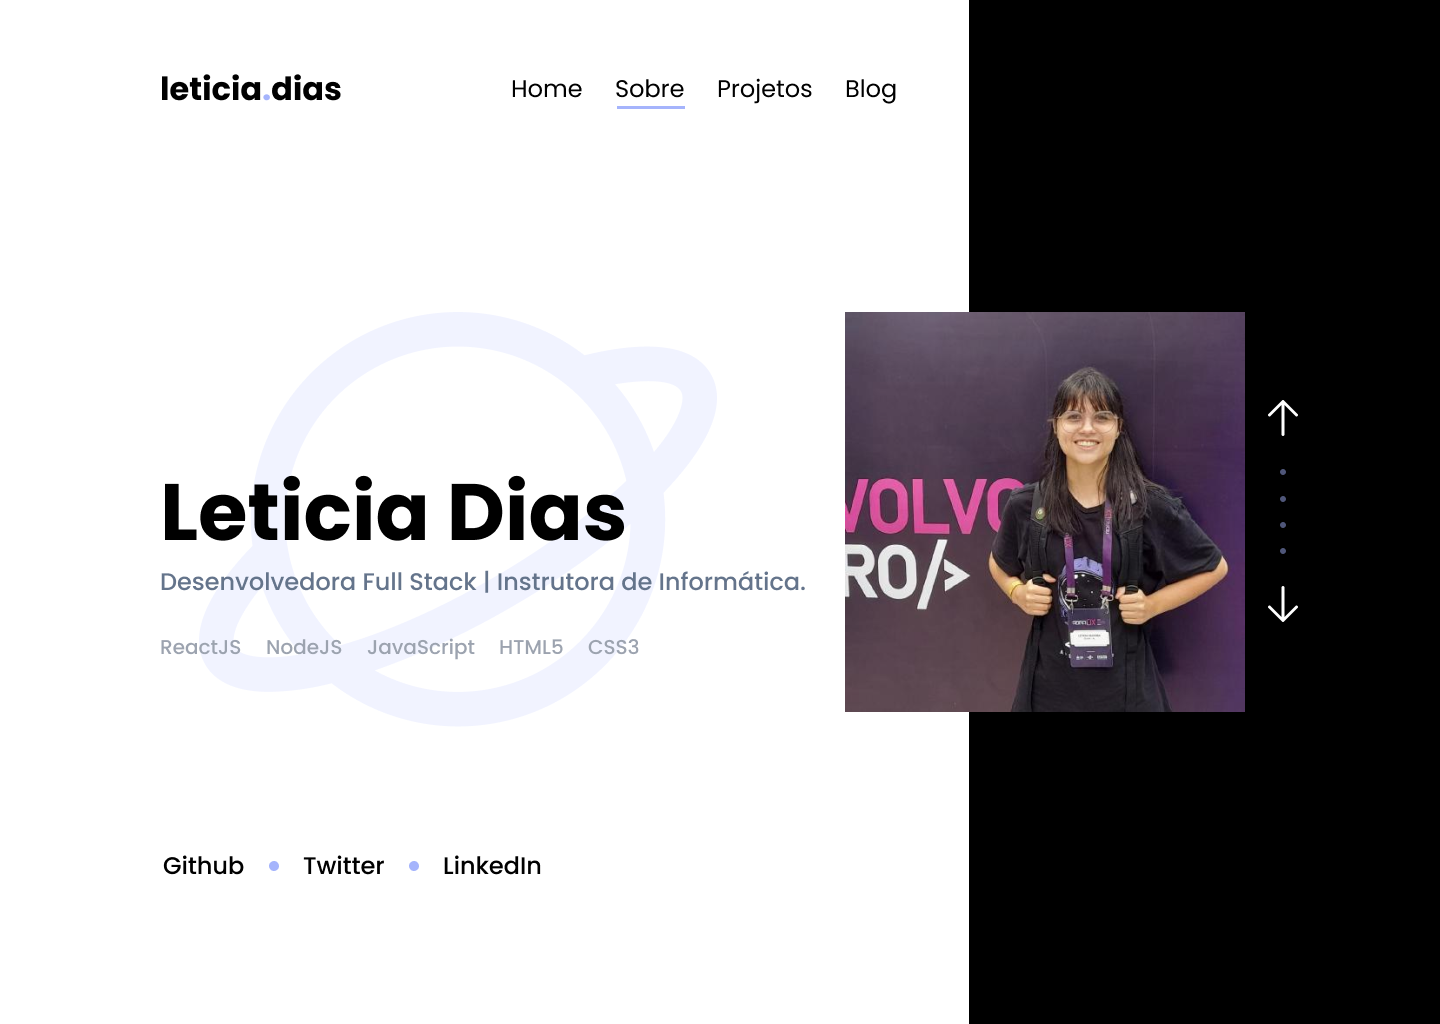 leticia.dias
Home Sobre Projetos Blog
Leticia Dias
Desenvolvedora Full Stack | Instrutora de Informática.
ReactJS NodeJS JavaScript HTML5 CSS3
VOLVO
RO/>
Github • Twitter • LinkedIn